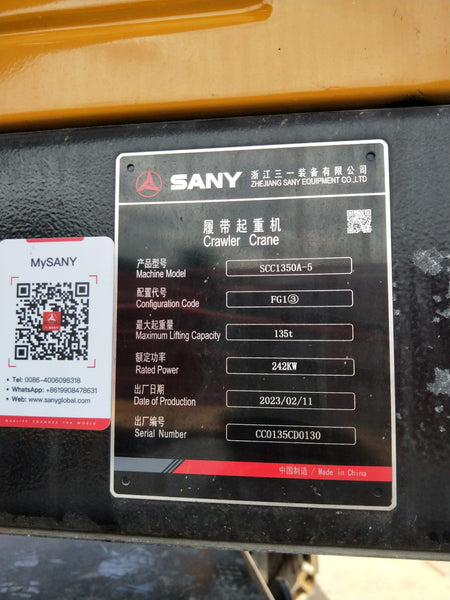 SANY
浙江三一装备有限公司
ZHEJIANG SANY EQUIPMENT CO.,LTD
履带起重机
Crawler Crane
产品型号
Machine Model
SCC1350A-5
配置代号
Configuration Code
FG1③
最大起重量
Maximum Lifting Capacity
135t
额定功率
Rated Power
242KW
出厂日期
Date of Production
2023/02/11
出厂编号
Serial Number
CC0135CD0130
中国制造 / Made in China
MySANY
• Tel: 0086-4006098318
• WhatsApp: +8619908478631
• Web: www.sanyglobal.com
QUALITY CHANGES THE WORLD